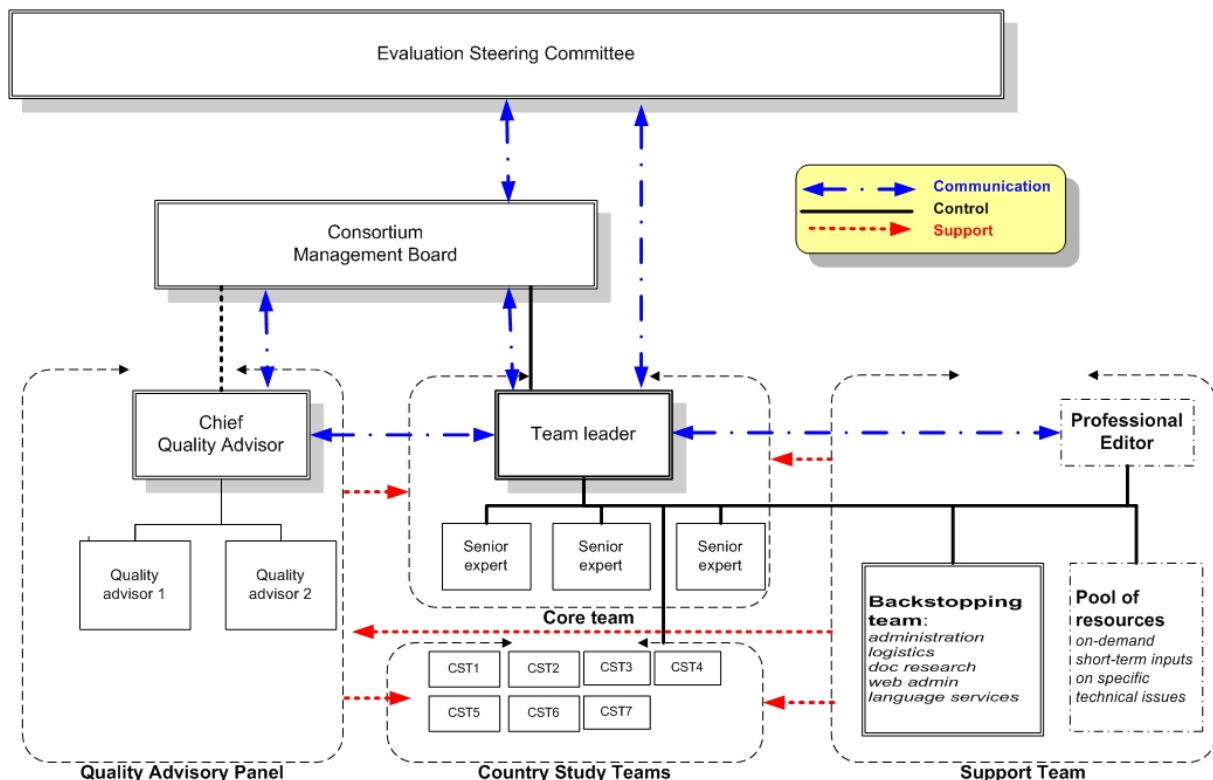 Evaluation Steering Committee
Communication
Control
Support
Consortium
Management Board
Chief
Quality Advisor
Team leader
Professional
Editor
Quality
advisor 1
Quality
advisor 2
Senior
expert
Senior
expert
Senior
expert
Core team
Backstopping
team:
administration
logistics
doc research
web admin
language services
Pool of
resources
on-demand
short-term inputs
on specific
technical issues
CST1
CST2
CST3
CST4
CST5
CST6
CST7
Quality Advisory Panel
Country Study Teams
Support Team